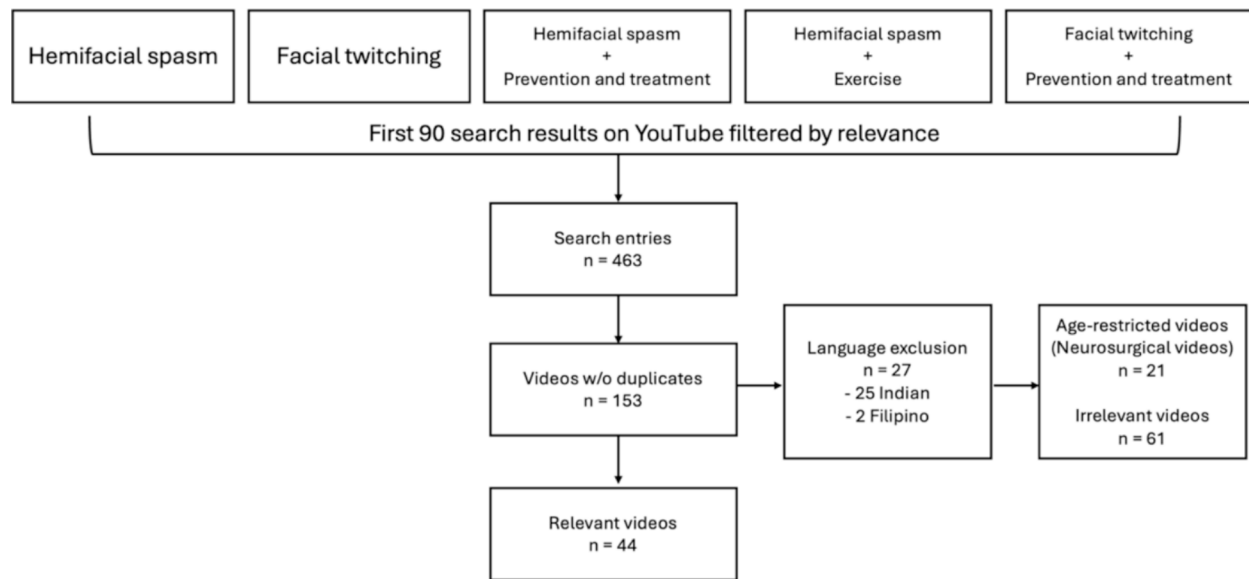 Hemifacial spasm
Facial twitching
Hemifacial spasm
+
Prevention and treatment
Hemifacial spasm
+
Exercise
Facial twitching
+
Prevention and treatment
First 90 search results on YouTube filtered by relevance
Search entries
n = 463
Videos w/o duplicates
n = 153
Language exclusion
n = 27
- 25 Indian
- 2 Filipino
Age-restricted videos
(Neurosurgical videos)
n = 21
Irrelevant videos
n = 61
Relevant videos
n = 44